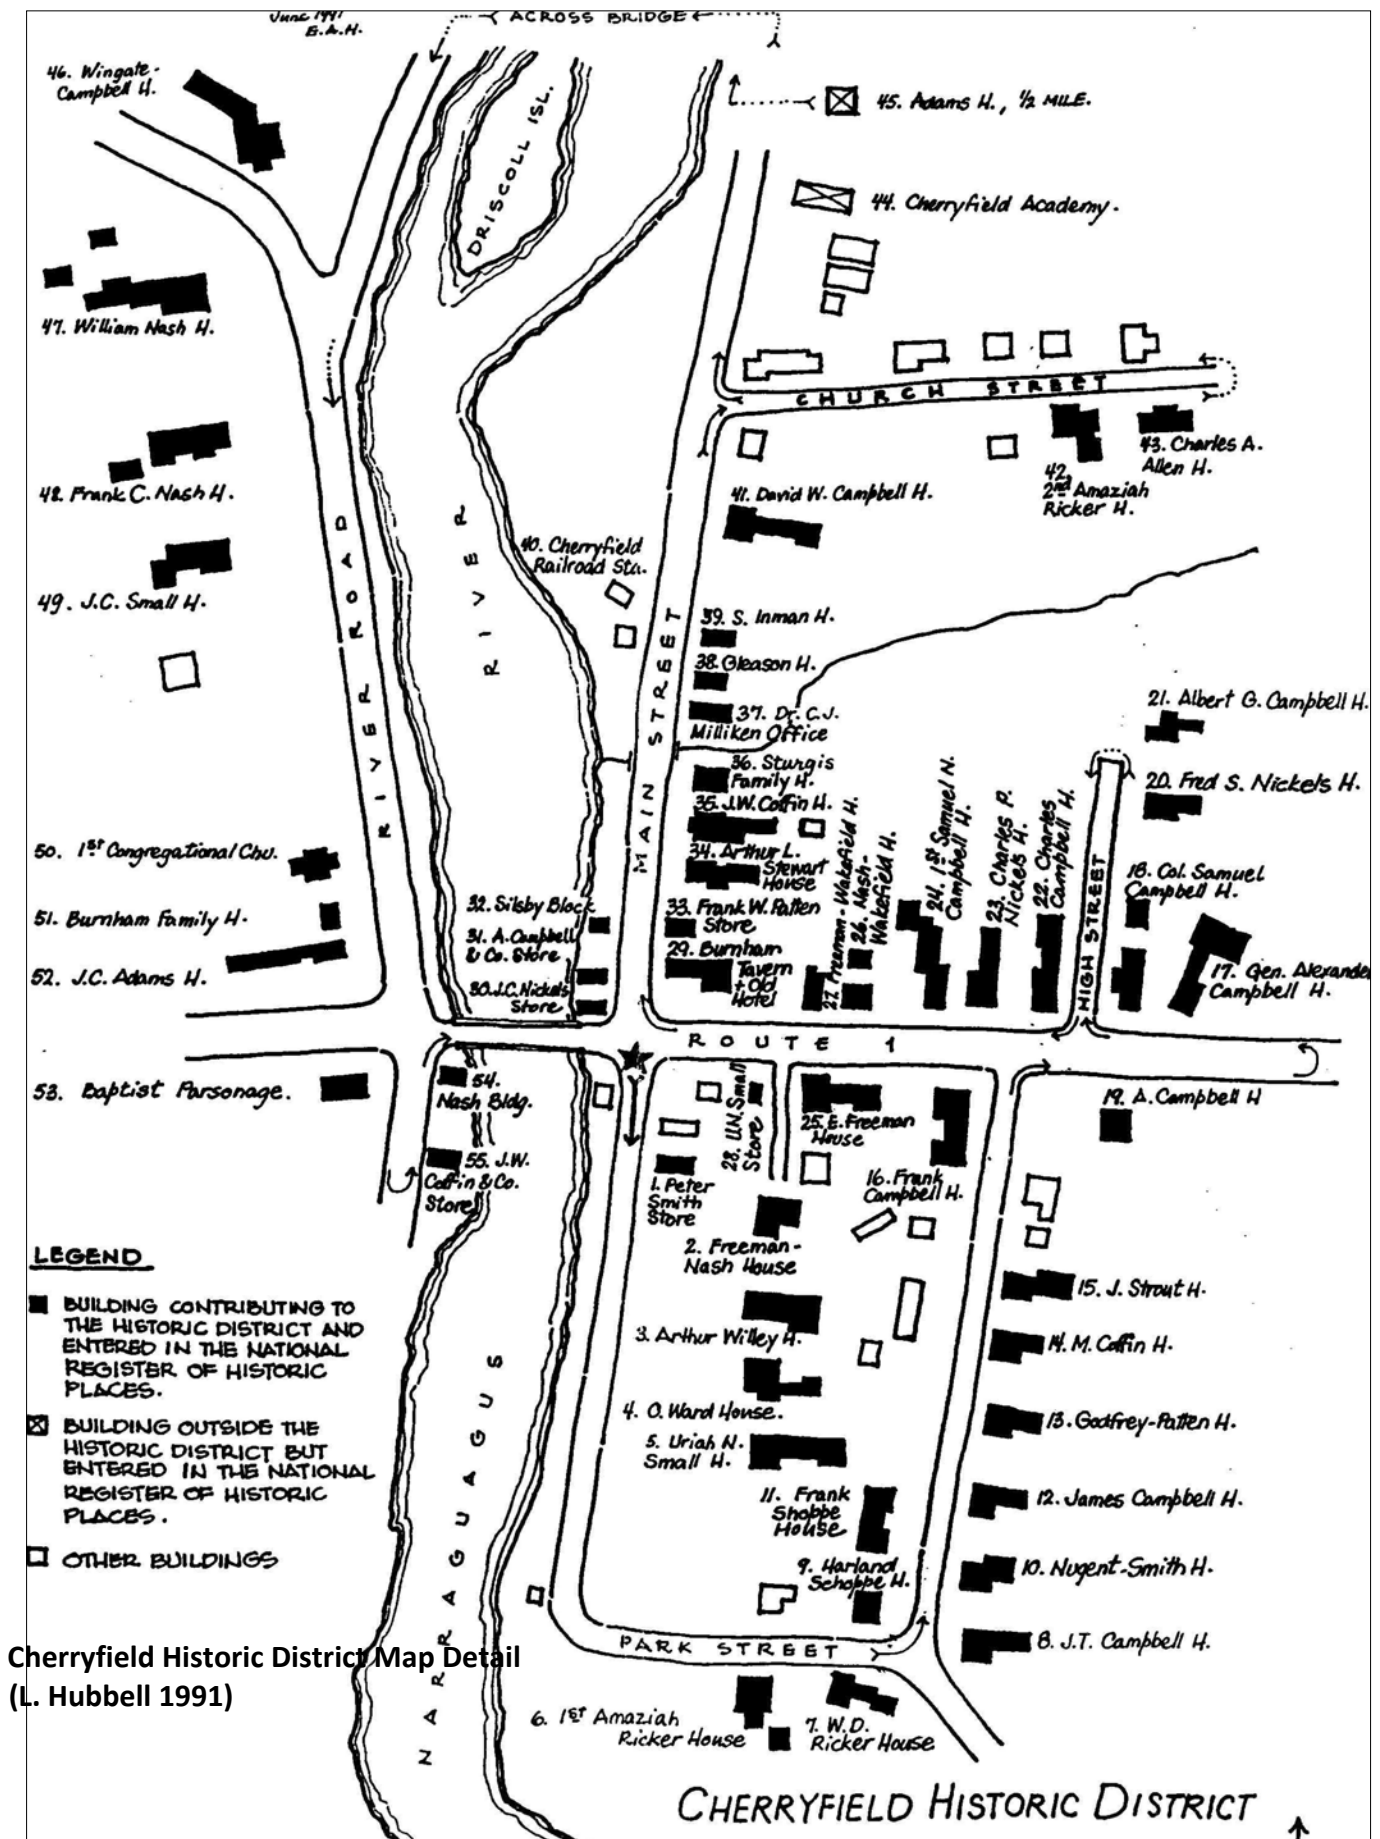 June 1991
E.A.H.
ACROSS BRIDGE
46. Wingate-
Campbell H.
DRISCOLL ISL.
45. Adams H., 1/2 MILE.
44. Cherryfield Academy.
47. William Nash H.
CHURCH STREET
43. Charles A.
Allen H.
42.
2nd Amaziah
Ricker H.
41. David W. Campbell H.
48. Frank C. Nash H.
40. Cherryfield
Railroad Sta.
49. J.C. Small H.
RIVER ROAD
RIVER
MAIN STREET
39. S. Inman H.
38. Gleason H.
37. Dr. C.J.
Milliken Office
36. Sturgis
Family H.
35. J.W. Coffin H.
34. Arthur L.
Stewart
House
33. Frank W. Patten
Store
29. Burnham
Tavern
+ Old
Hotel
32. Silsby Block
31. A. Campbell
& Co. Store
30. J.C. Nickels
Store
27. Freeman-Wakefield H.
26. Nash-
Wakefield H.
24. 1st Samuel N.
Campbell H.
23. Charles P.
Nickels H.
22. Charles
Campbell H.
HIGH STREET
21. Albert G. Campbell H.
20. Fred S. Nickels H.
18. Col. Samuel
Campbell H.
17. Gen. Alexander
Campbell H.
50. 1st Congregational Chu.
51. Burnham Family H.
52. J.C. Adams H.
ROUTE 1
53. Baptist Parsonage.
54.
Nash Bldg.
55. J.W.
Coffin & Co.
Store
28. U.N. Small
Store
25. E. Freeman
House
19. A. Campbell H
1. Peter
Smith
Store
16. Frank
Campbell H.
2. Freeman-
Nash House
15. J. Strout H.
3. Arthur Willey H.
14. M. Coffin H.
4. O. Ward House.
13. Godfrey-Patten H.
5. Uriah N.
Small H.
12. James Campbell H.
11. Frank
Shoppe
House
10. Nugent-Smith H.
9. Harland
Schoppe H.
8. J.T. Campbell H.
PARK STREET
6. 1st Amaziah
Ricker House
7. W.D.
Ricker House
NARRAGUAGUS
LEGEND
BUILDING CONTRIBUTING TO
THE HISTORIC DISTRICT AND
ENTERED IN THE NATIONAL
REGISTER OF HISTORIC
PLACES.
BUILDING OUTSIDE THE
HISTORIC DISTRICT BUT
ENTERED IN THE NATIONAL
REGISTER OF HISTORIC
PLACES.
OTHER BUILDINGS
Cherryfield Historic District Map Detail
(L. Hubbell 1991)
CHERRYFIELD HISTORIC DISTRICT